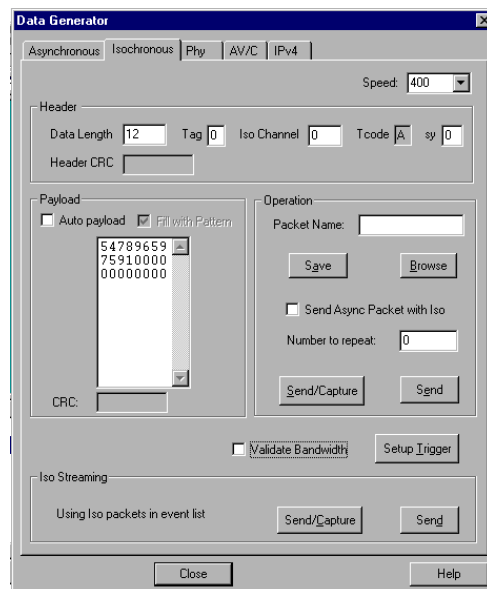 Data Generator
Asynchronous Isochronous Phy AV/C IPv4
Speed: 400
Header
Data Length 12 Tag 0 Iso Channel 0 Tcode A sy 0
Header CRC
Payload
Auto payload Fill with Pattern
54789659
75910000
00000000
CRC:
Operation
Packet Name:
Save Browse
Send Async Packet with Iso
Number to repeat: 0
Send/Capture Send
Validate Bandwidth Setup Trigger
Iso Streaming
Using Iso packets in event list Send/Capture Send
Close Help